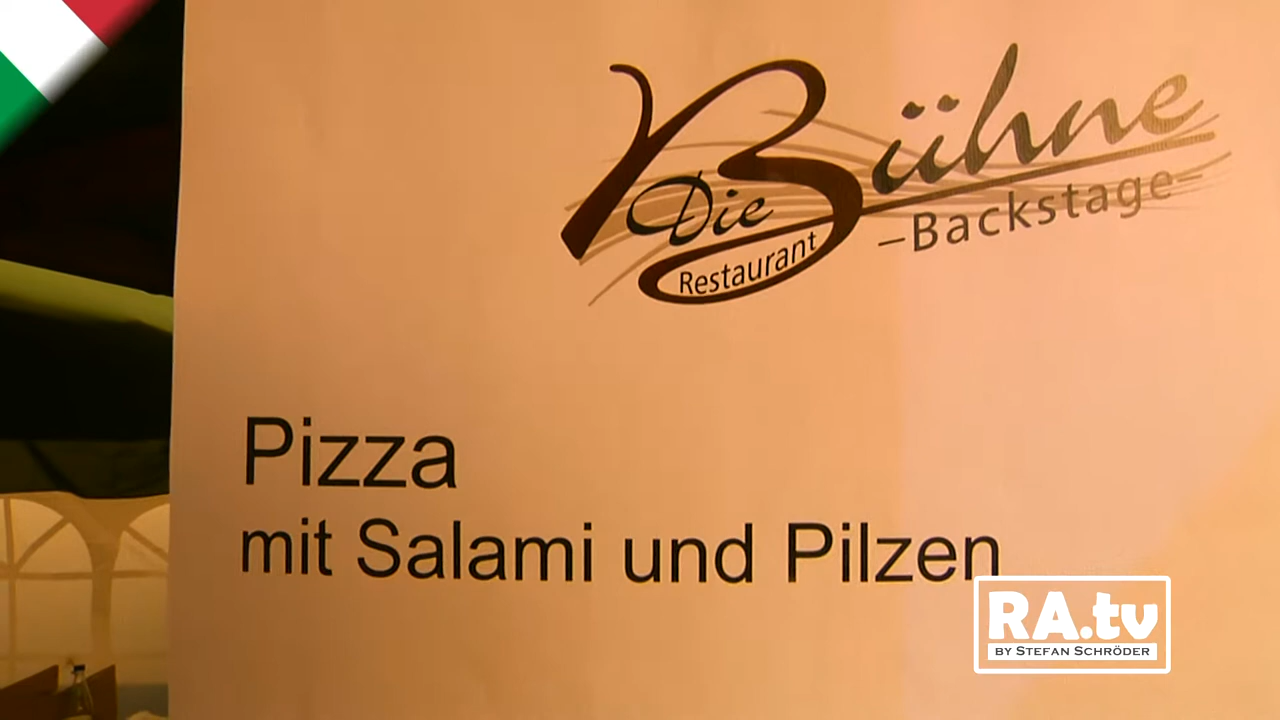 Die Bühne
Restaurant
–Backstage–
Pizza
mit Salami und Pilzen
RA.tv
BY STEFAN SCHRÖDER